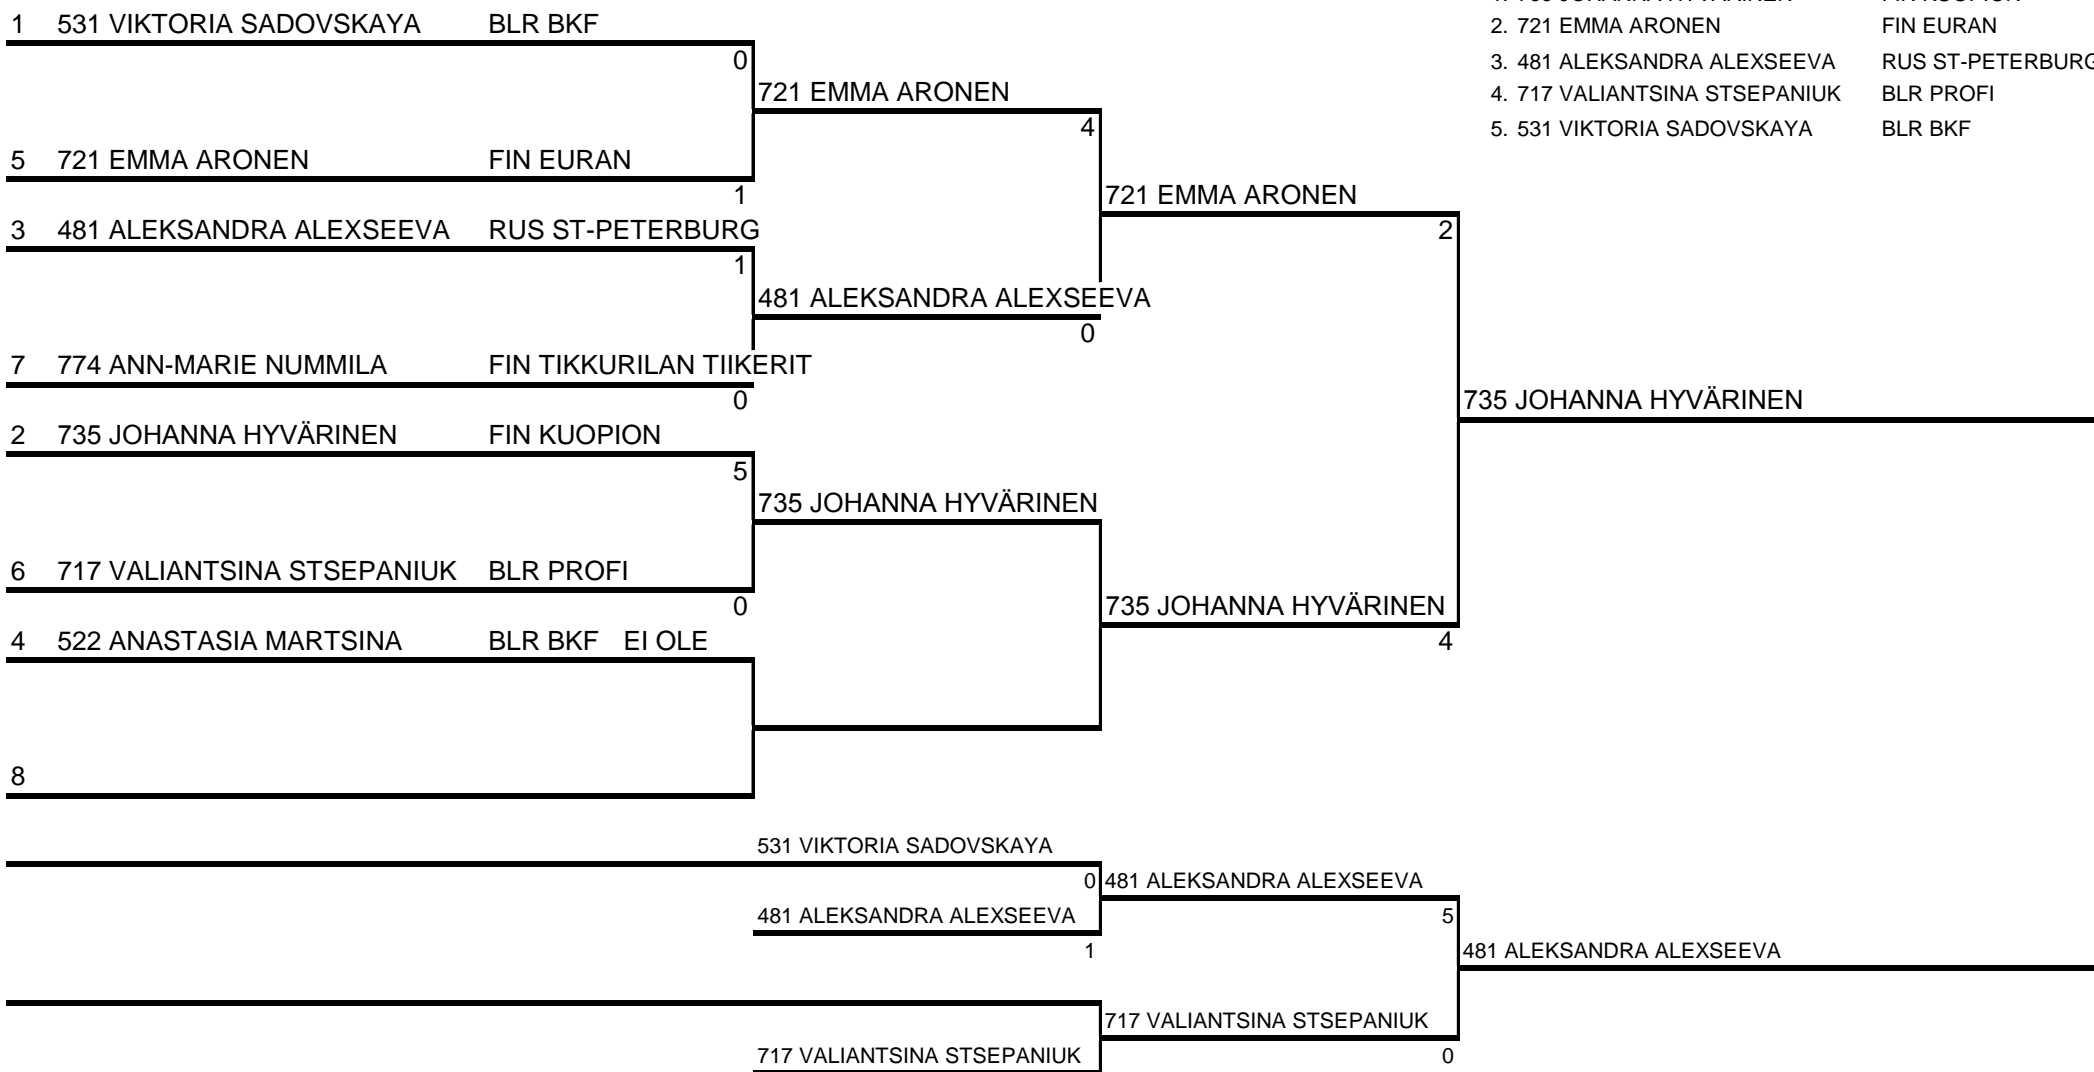 1 531 VIKTORIA SADOVSKAYA BLR BKF
0
721 EMMA ARONEN
4
5 721 EMMA ARONEN FIN EURAN
1
721 EMMA ARONEN
2
3 481 ALEKSANDRA ALEXSEEVA RUS ST-PETERBURG
1
481 ALEKSANDRA ALEXSEEVA
0
7 774 ANN-MARIE NUMMILA FIN TIKKURILAN TIIKERIT
0
735 JOHANNA HYVÄRINEN
2 735 JOHANNA HYVÄRINEN FIN KUOPION
5
735 JOHANNA HYVÄRINEN
6 717 VALIANTSINA STSEPANIUK BLR PROFI
0
735 JOHANNA HYVÄRINEN
4
4 522 ANASTASIA MARTSINA BLR BKF EI OLE
8
531 VIKTORIA SADOVSKAYA
0
481 ALEKSANDRA ALEXSEEVA
5
481 ALEKSANDRA ALEXSEEVA
1
481 ALEKSANDRA ALEXSEEVA
717 VALIANTSINA STSEPANIUK
0
717 VALIANTSINA STSEPANIUK
2. 721 EMMA ARONEN FIN EURAN
3. 481 ALEKSANDRA ALEXSEEVA RUS ST-PETERBURG
4. 717 VALIANTSINA STSEPANIUK BLR PROFI
5. 531 VIKTORIA SADOVSKAYA BLR BKF